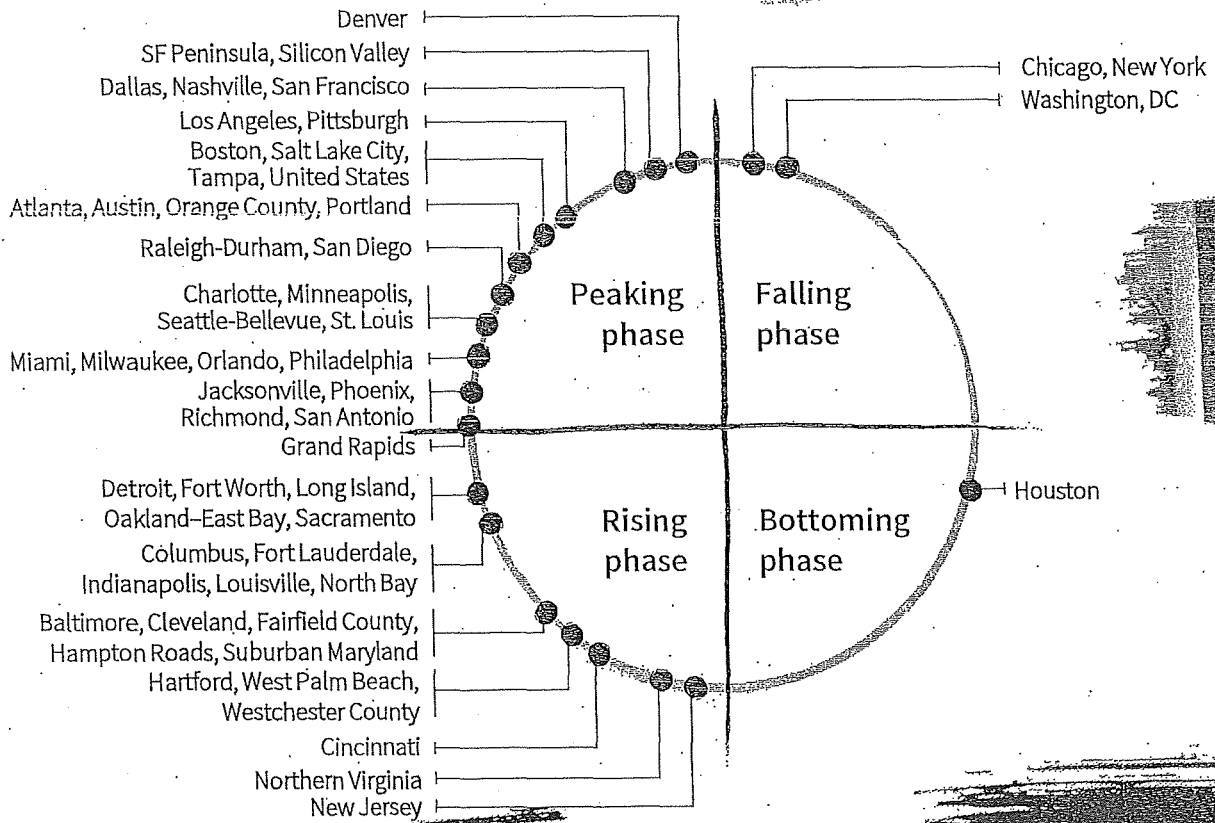 Denver
SF Peninsula, Silicon Valley
Dallas, Nashville, San Francisco
Los Angeles, Pittsburgh
Boston, Salt Lake City,
Tampa, United States
Atlanta, Austin, Orange County, Portland
Raleigh-Durham, San Diego
Charlotte, Minneapolis,
Seattle-Bellevue, St. Louis
Miami, Milwaukee, Orlando, Philadelphia
Jacksonville, Phoenix,
Richmond, San Antonio
Grand Rapids
Detroit, Fort Worth, Long Island,
Oakland–East Bay, Sacramento
Columbus, Fort Lauderdale,
Indianapolis, Louisville, North Bay
Baltimore, Cleveland, Fairfield County,
Hampton Roads, Suburban Maryland
Hartford, West Palm Beach,
Westchester County
Cincinnati
Northern Virginia
New Jersey
Chicago, New York
Washington, DC
Peaking
phase
Falling
phase
Rising
phase
Bottoming
phase
Houston